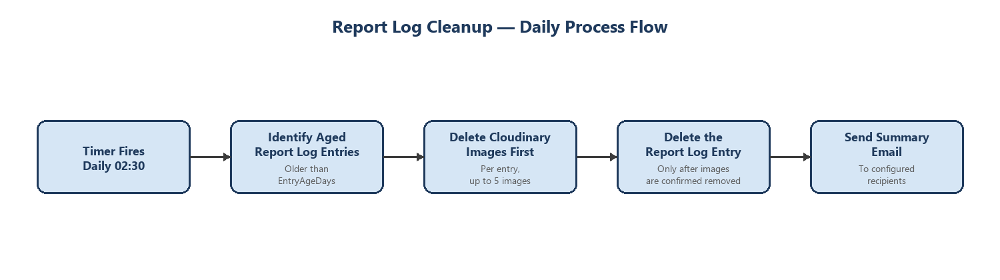 Report Log Cleanup — Daily Process Flow
Timer Fires
Daily 02:30
Identify Aged
Report Log Entries
Older than
EntryAgeDays
Delete Cloudinary
Images First
Per entry,
up to 5 images
Delete the
Report Log Entry
Only after images
are confirmed removed
Send Summary
Email
To configured
recipients